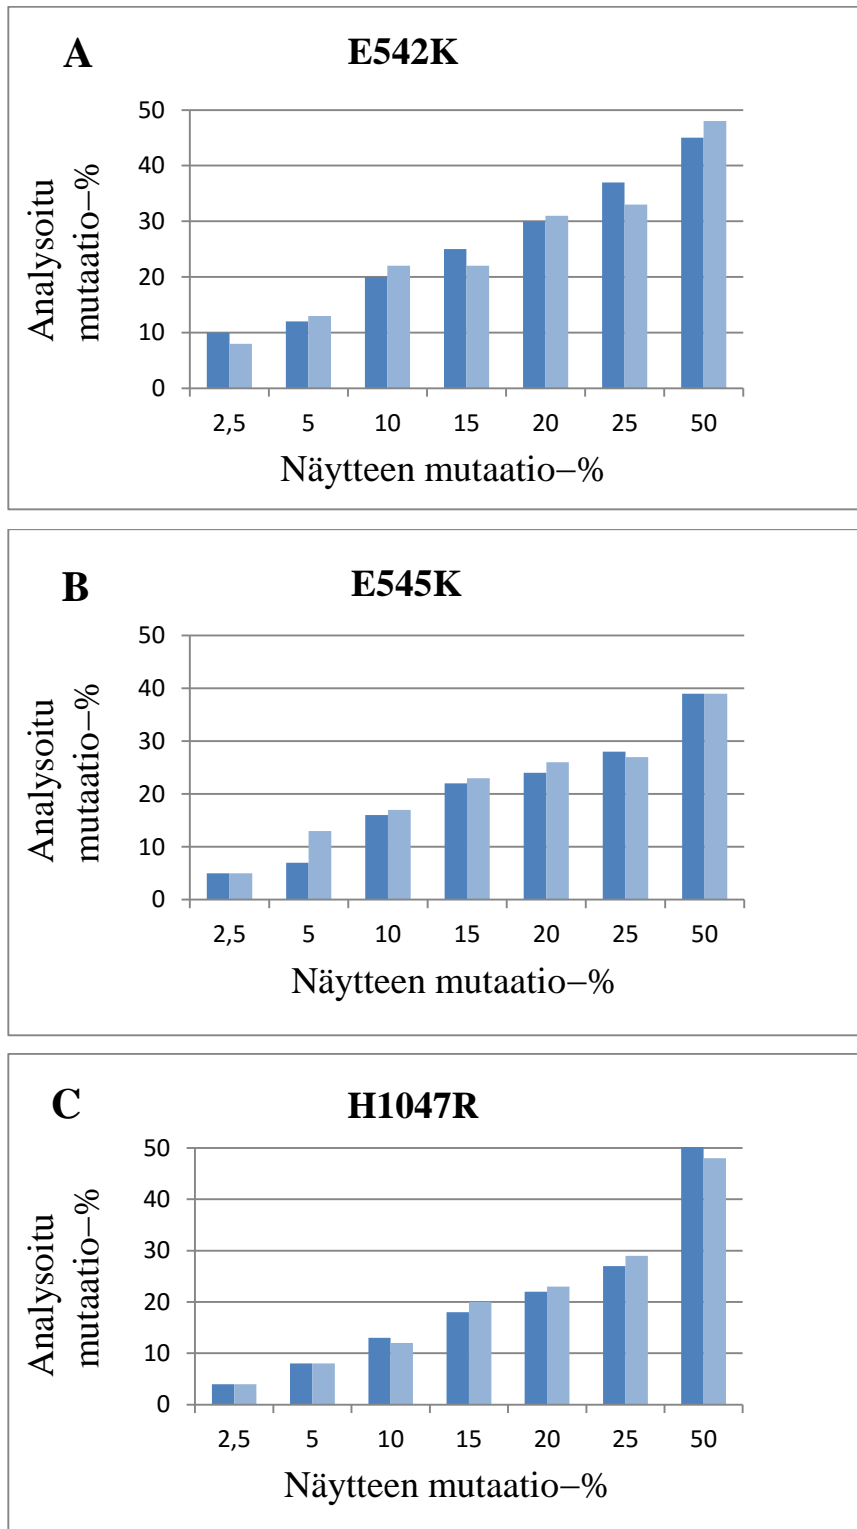 A
E542K
50
40
30
20
10
0
Analysoitu
mutaatio–%
2,5 5 10 15 20 25 50
Näytteen mutaatio–%
B
E545K
50
40
30
20
10
0
Analysoitu
mutaatio–%
2,5 5 10 15 20 25 50
Näytteen mutaatio–%
C
H1047R
50
40
30
20
10
0
Analysoitu
mutaatio–%
2,5 5 10 15 20 25 50
Näytteen mutaatio–%